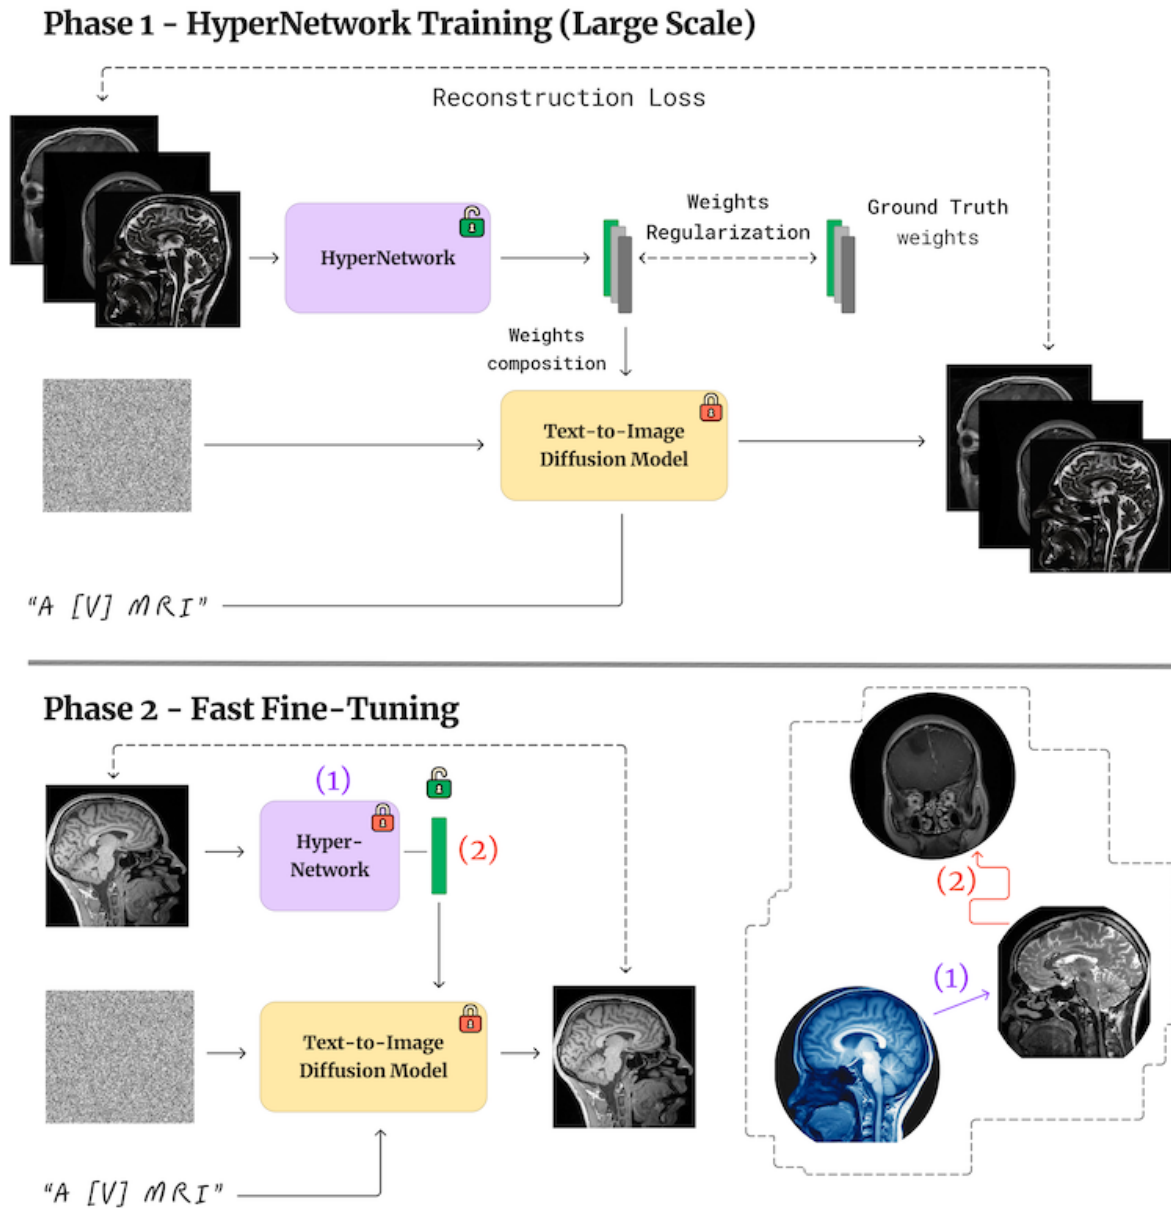 Phase 1 - HyperNetwork Training (Large Scale)
Reconstruction Loss
HyperNetwork
Weights
Regularization
Ground Truth
weights
Weights
composition
Text-to-Image
Diffusion Model
"A [V] MRI"
Phase 2 - Fast Fine-Tuning
(1)
Hyper-
Network
(2)
Text-to-Image
Diffusion Model
"A [V] MRI"
(2)
(1)